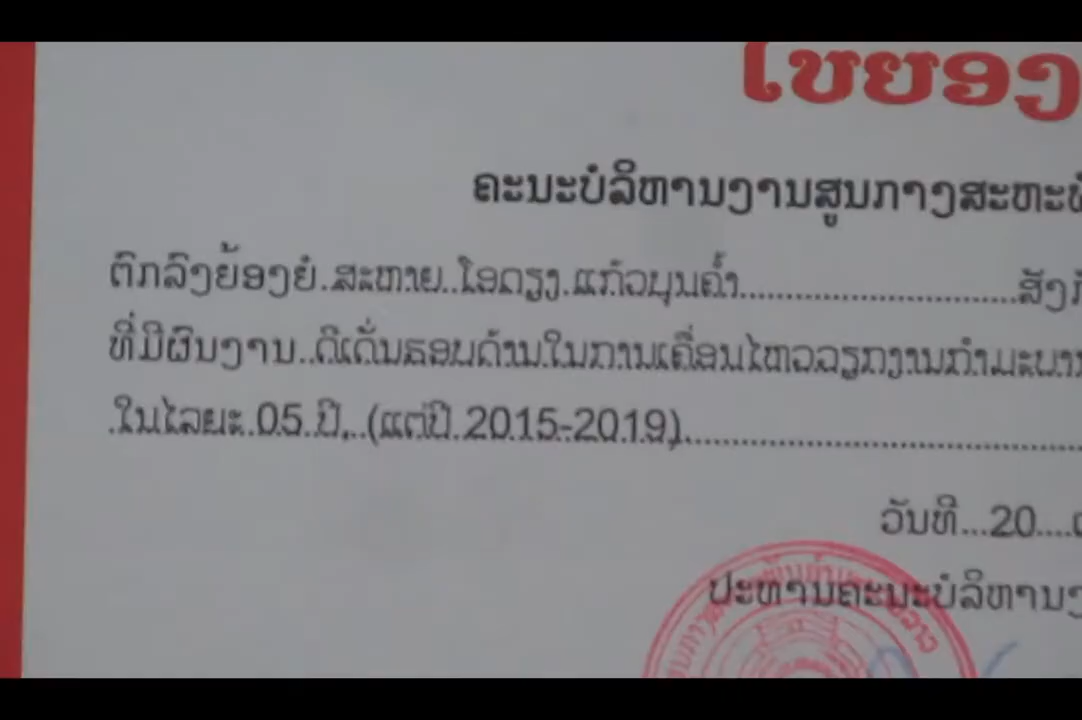 ໃບຍອງ
ຄະນະບໍລິຫານງານສູນກາງສະຫະພັ
ຕົກລົງຍ້ອງຍໍ.ສະຫາຍ..ໂອດຽງ.ແກ້ວບຸນຄ້ຳ..............................ສັງກັ
ທີ່ມີຜົນງານ..ດີເດັ່ນຮອບດ້ານໃນການເຄື່ອນໄຫວວຽກງານກຳມະບານ
.ໃນໄລຍະ.05.ປີ,.(ແຕ່ປີ.2015-2019)..............................
ວັນທີ...20....
ປະທານຄະນະບໍລິຫານງ